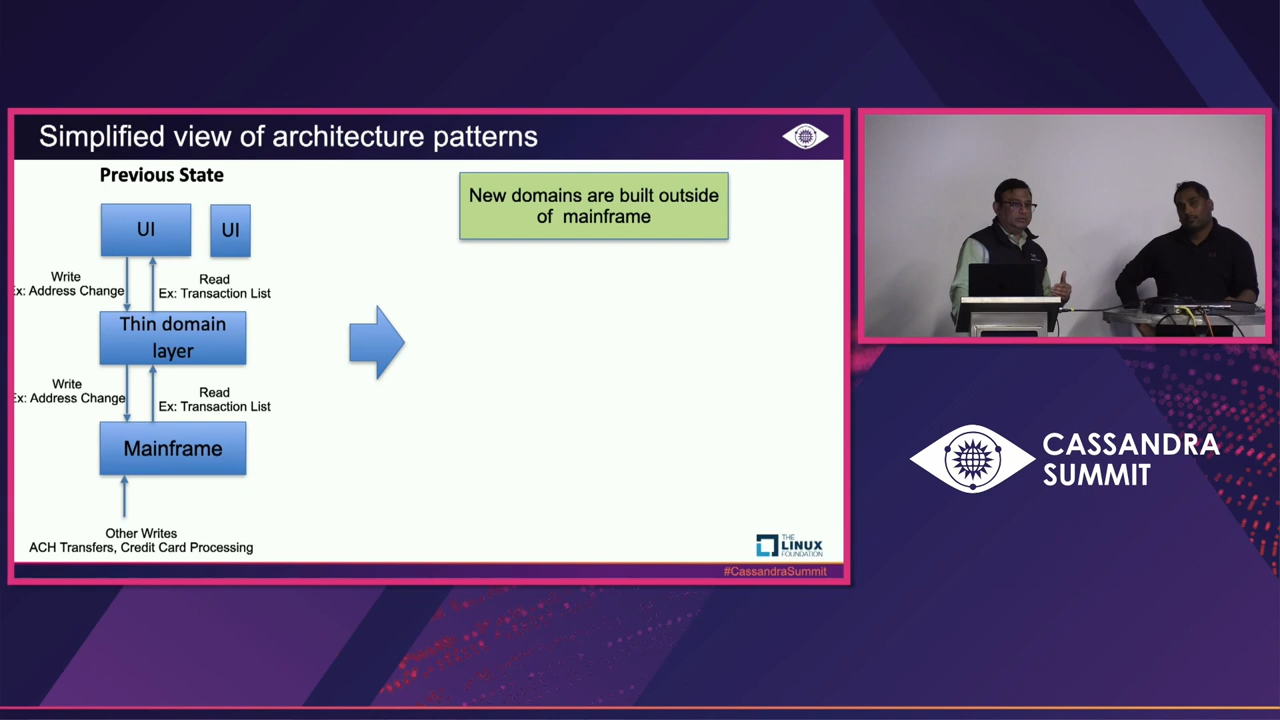 Simplified view of architecture patterns
Previous State
UI
UI
Write
Ex: Address Change
Read
Ex: Transaction List
Thin domain
layer
Write
Ex: Address Change
Read
Ex: Transaction List
Mainframe
Other Writes
ACH Transfers, Credit Card Processing
New domains are built outside
of mainframe
THE
LINUX
FOUNDATION
#CassandraSummit
CASSANDRA
SUMMIT